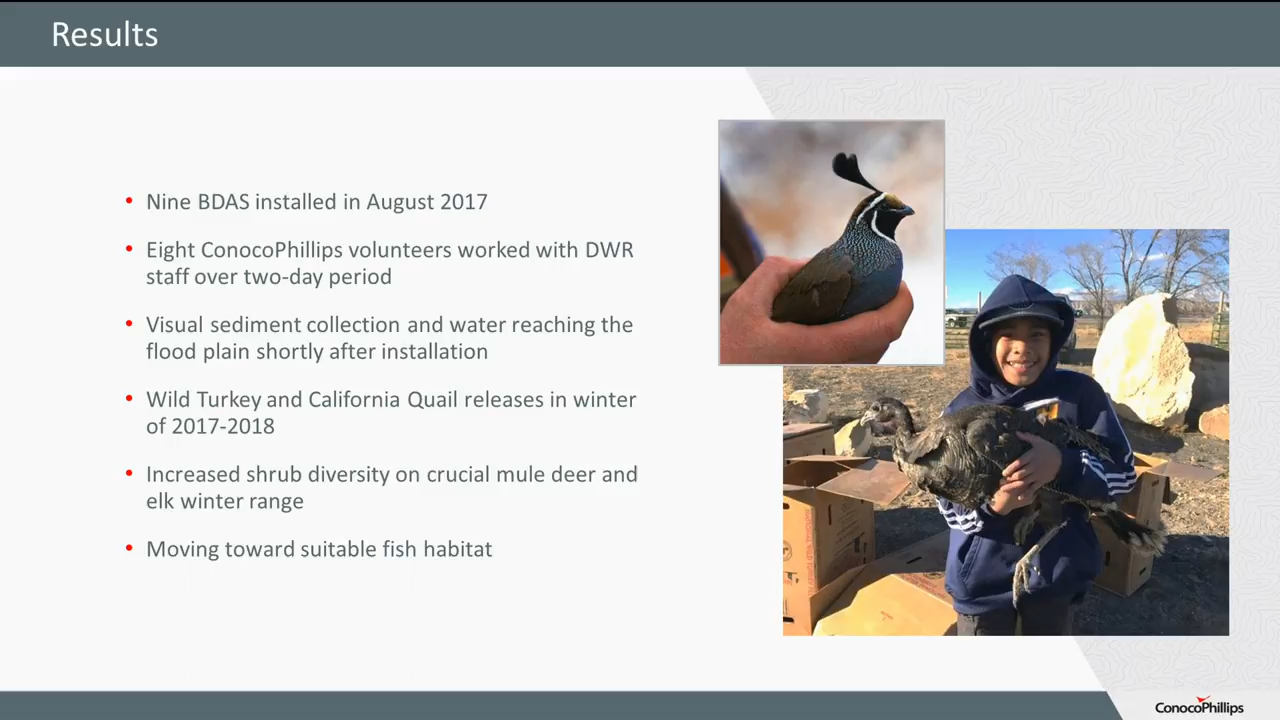 Results
• Nine BDAS installed in August 2017
• Eight ConocoPhillips volunteers worked with DWR
staff over two-day period
• Visual sediment collection and water reaching the
flood plain shortly after installation
• Wild Turkey and California Quail releases in winter
of 2017-2018
• Increased shrub diversity on crucial mule deer and
elk winter range
• Moving toward suitable fish habitat
ConocoPhillips